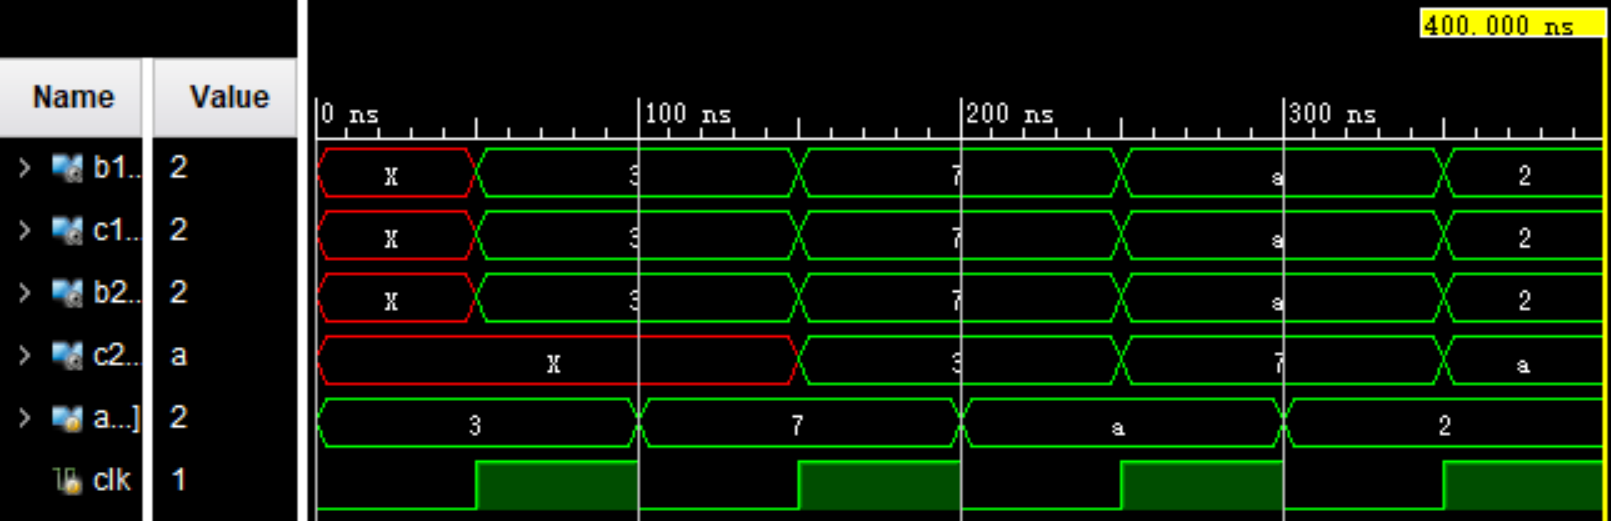 400.000 ns
Name Value
0 ns 100 ns 200 ns 300 ns
b1.. 2 X 3 7 a 2
c1... 2 X 3 7 a 2
b2.. 2 X 3 7 a 2
c2... a X 3 7 a
a...] 2 3 7 a 2
clk 1